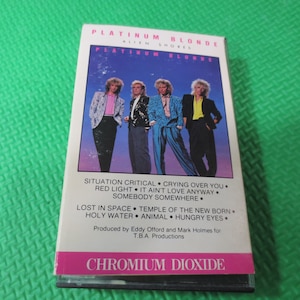 PLATINUM BLONDE
ALIEN SHORES
PLATINUM BLONDE
SITUATION CRITICAL • CRYING OVER YOU •
RED LIGHT • IT AIN'T LOVE ANYWAY •
SOMEBODY SOMEWHERE •
LOST IN SPACE • TEMPLE OF THE NEW BORN •
HOLY WATER • ANIMAL • HUNGRY EYES •
Produced by Eddy Offord and Mark Holmes for
T.B.A. Productions
CHROMIUM DIOXIDE